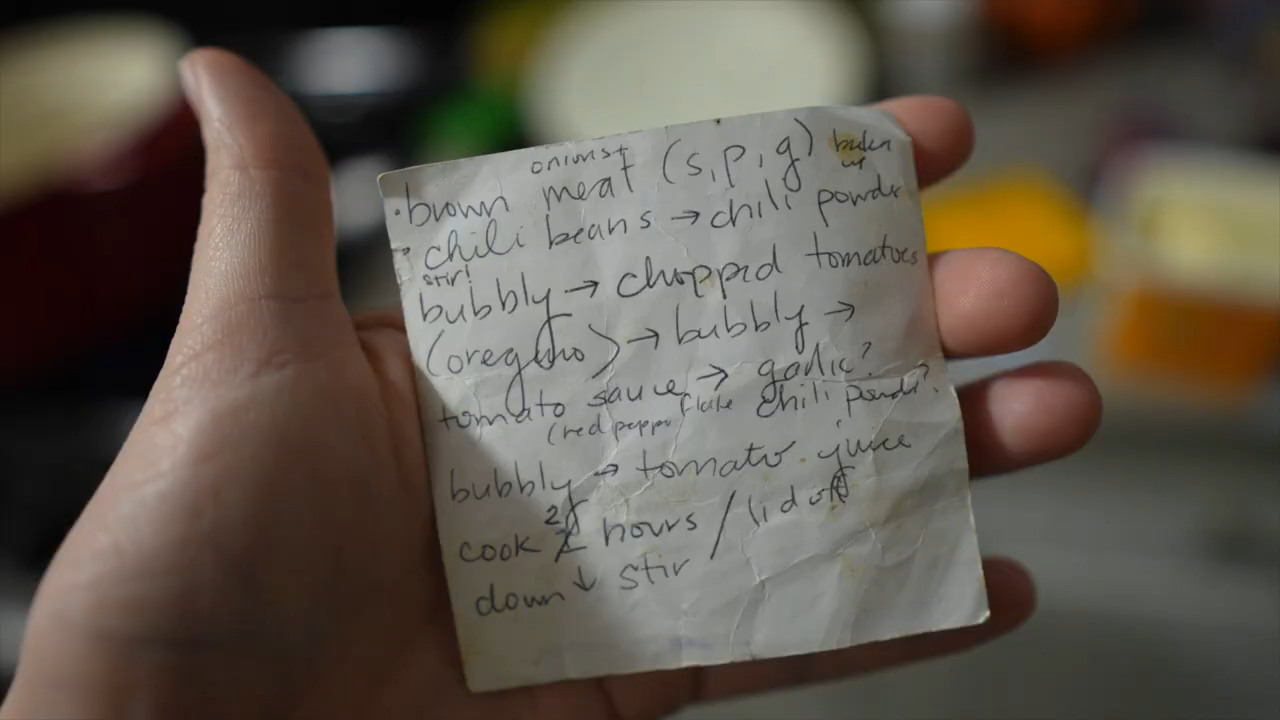 onions +
• brown meat (s, p, g)
• chili beans → chili powder
stir!
bubbly → chopped tomatoes
(oregano) → bubbly →
tomato sauce → garlic?
(red pepper flake chili powder?
bubbly → tomato juice
cook 2 hours / lid off
down ↓ stir